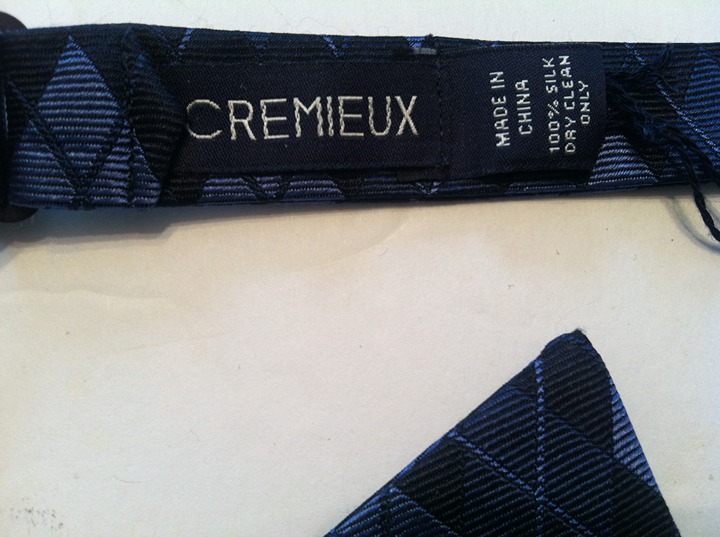 CREMIEUX
MADE IN
CHINA
100% SILK
DRY CLEAN
ONLY